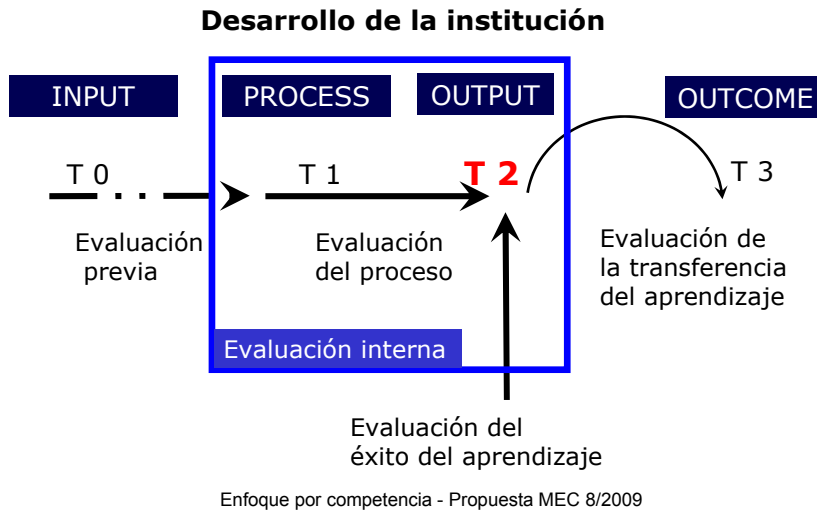 Desarrollo de la institución
INPUT
PROCESS
OUTPUT
OUTCOME
T 0
T 1
T 2
T 3
Evaluación
previa
Evaluación
del proceso
Evaluación de
la transferencia
del aprendizaje
Evaluación interna
Evaluación del
éxito del aprendizaje
Enfoque por competencia - Propuesta MEC 8/2009